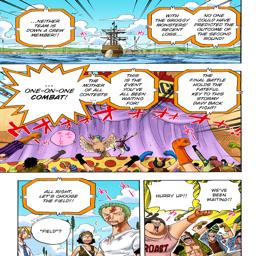 NO ONE COULD
HAVE PREDICTED
THE OUTCOME
OF THE SECOND
ROUND!
WITH
THE GROGGY
MONSTERS'
RECENT
LOSS...
...NEITHER
TEAM IS
DOWN A CREW
MEMBER!!
THE
FINAL BATTLE
HOLDS THE
FATEFUL
KEY TO THIS
STORMY
DAVY BACK
FIGHT!
THIS IS
THE EVENT
YOU'VE
ALL BEEN
WAITING
FOR!
THE
MOTHER
OF ALL
CONTESTS
...
ONE-ON-ONE
COMBAT!
WE'VE
BEEN
WAITING!!
HURRY UP!!
ROAST
ALL RIGHT,
LET'S CHOOSE
THE FIELD!!
"FIELD"?